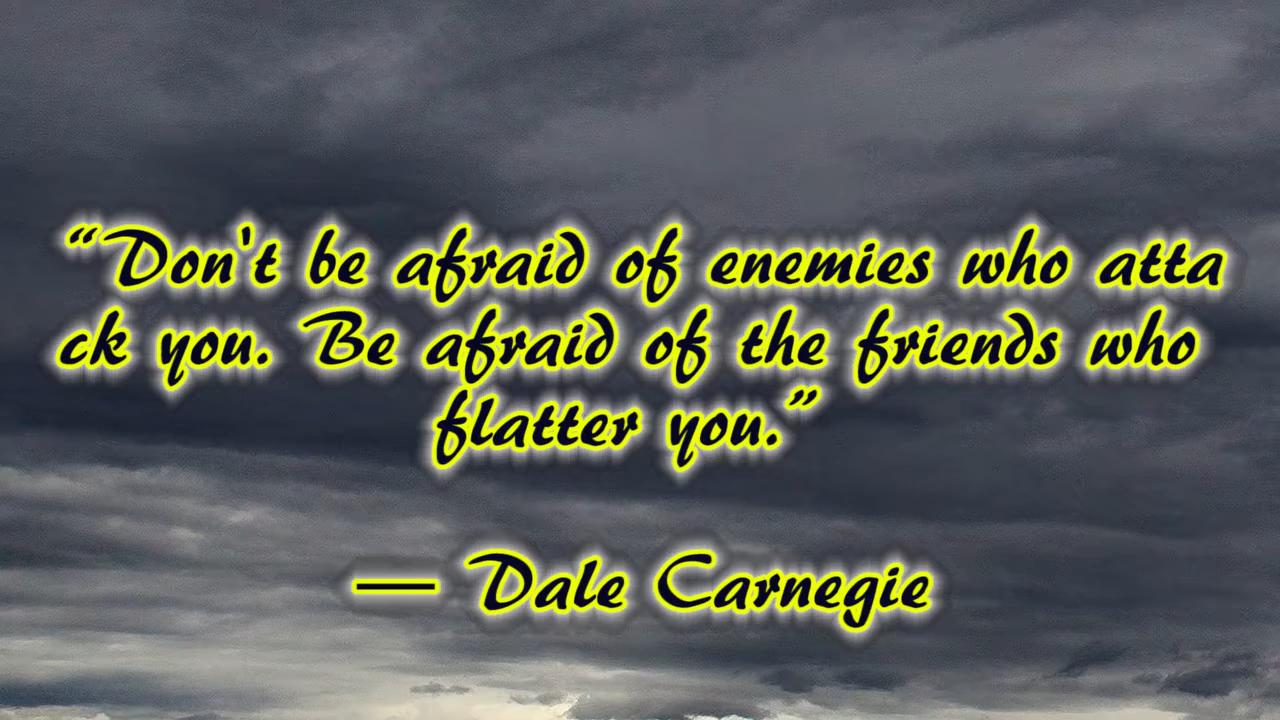 “Don't be afraid of enemies who atta
ck you. Be afraid of the friends who
flatter you.”
— Dale Carnegie